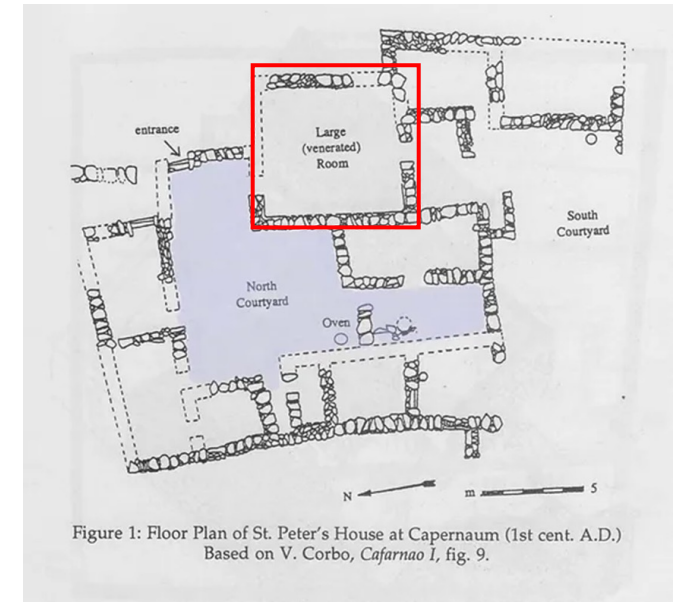 entrance
Large
(venerated)
Room
South
Courtyard
North
Courtyard
Oven
N
m
5
Figure 1: Floor Plan of St. Peter's House at Capernaum (1st cent. A.D.)
Based on V. Corbo, Cafarnao I, fig. 9.